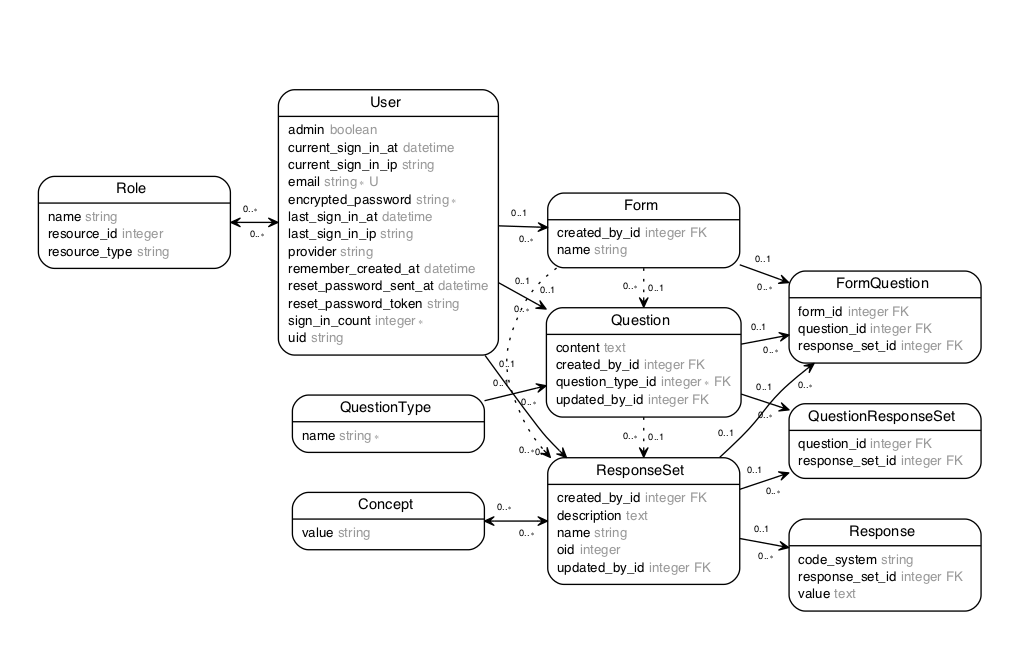 User
admin boolean
current_sign_in_at datetime
current_sign_in_ip string
email string* U
encrypted_password string*
last_sign_in_at datetime
last_sign_in_ip string
provider string
remember_created_at datetime
reset_password_sent_at datetime
reset_password_token string
sign_in_count integer*
uid string
Role
name string
resource_id integer
resource_type string
0..*
0..*
Form
created_by_id integer FK
name string
0..1
0..*
0..1
0..*
0..1
0..1
0..*
0..* 0..1
FormQuestion
form_id integer FK
question_id integer FK
response_set_id integer FK
Question
content text
created_by_id integer FK
question_type_id integer* FK
updated_by_id integer FK
0..1
0..*
0..1
0..*
0..1
0..*
0..*
QuestionType
name string*
0..*
0..1
0..* 0..1
0..*
QuestionResponseSet
question_id integer FK
response_set_id integer FK
ResponseSet
created_by_id integer FK
description text
name string
oid integer
updated_by_id integer FK
0..1
0..*
Concept
value string
0..*
0..*
0..1
0..*
Response
code_system string
response_set_id integer FK
value text